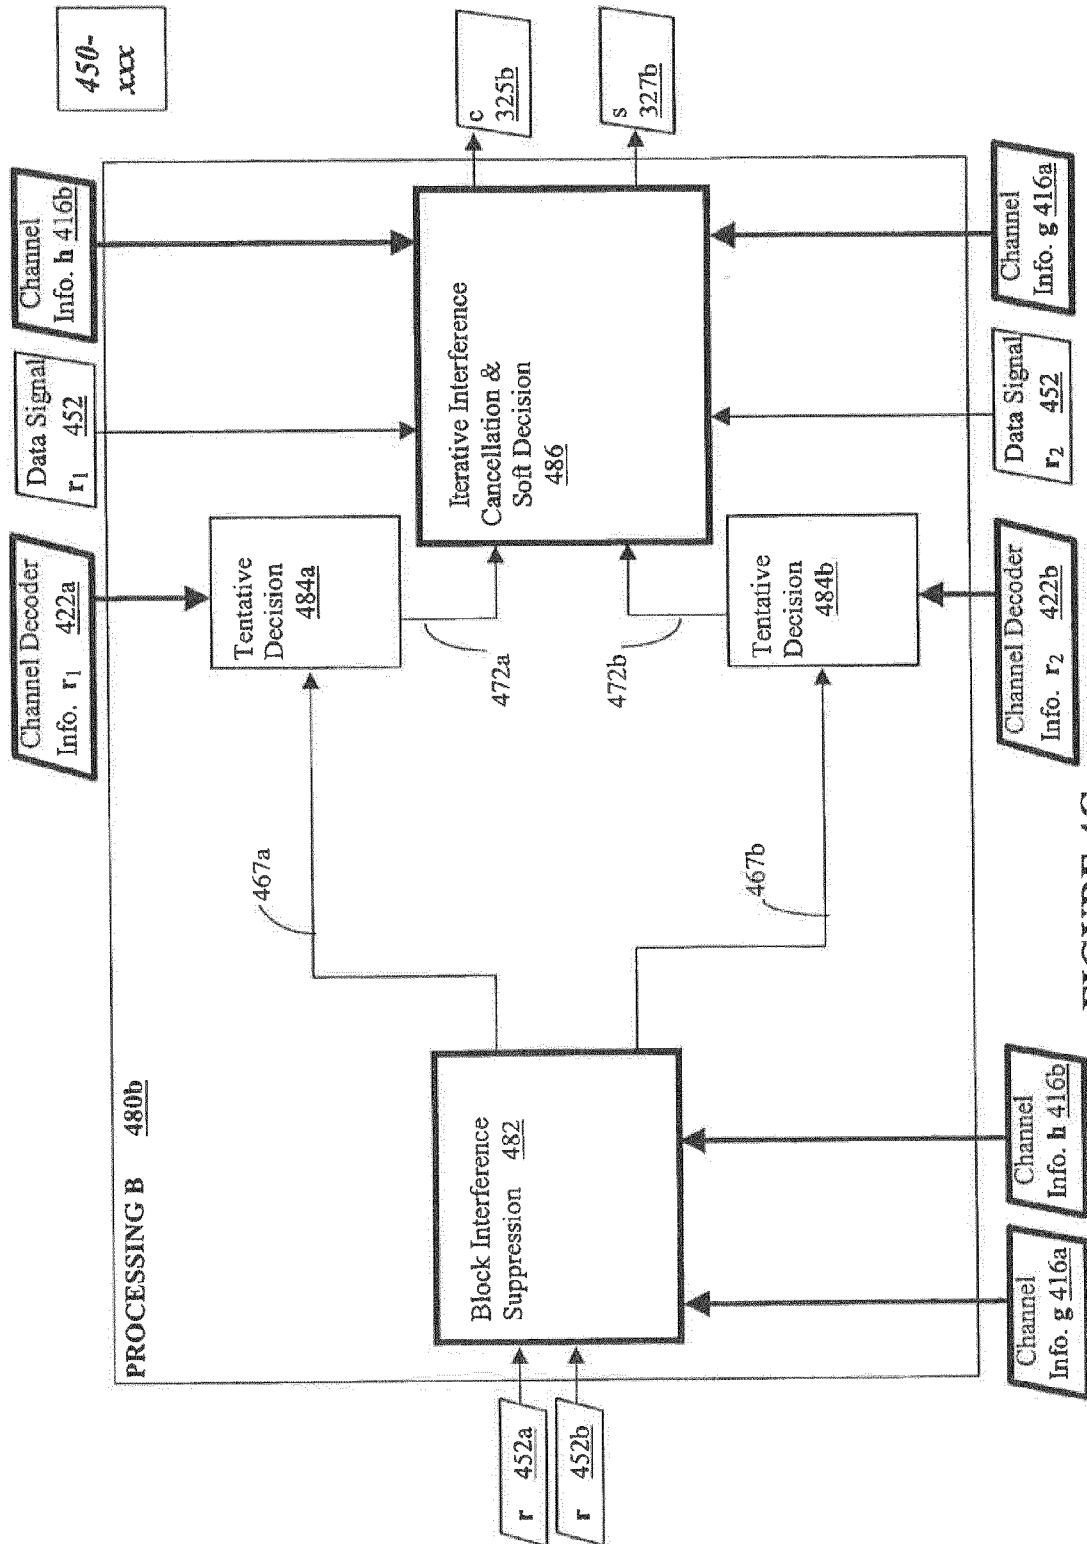 450-
xxx
PROCESSING B 480b
Channel Decoder
Info. r1 422a
Data Signal
r1 452
Channel
Info. h 416b
r 452a
r 452b
Block Interference
Suppression 482
467a
467b
Tentative
Decision
484a
472a
472b
Tentative
Decision
484b
Iterative Interference
Cancellation &
Soft Decision
486
c
325b
s
327b
Channel
Info. g 416a
Channel
Info. h 416b
Channel Decoder
Info. r2 422b
Data Signal
r2 452
Channel
Info. g 416a